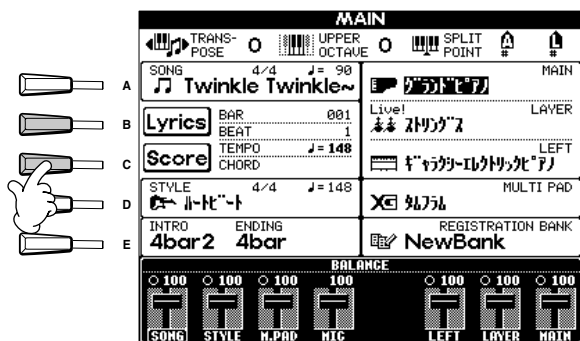 MAIN
TRANS-
POSE 0
UPPER
OCTAVE 0
SPLIT
POINT
A
#
L
#
SONG 4/4 ♩= 90
Twinkle Twinkle~
MAIN
グランドピアノ
A
Lyrics
BAR 001
BEAT 1
Live! LAYER
ストリングス
B
Score
TEMPO ♩=148
CHORD
LEFT
ギャラクシーエレクトリックピアノ
C
STYLE 4/4 ♩=148
ハートビート
MULTI PAD
タムフラム
D
INTRO ENDING
4bar2 4bar
REGISTRATION BANK
NewBank
E
BALANCE
100 100 100 100 100 100 100
SONG STYLE M.PAD MIC LEFT LAYER MAIN